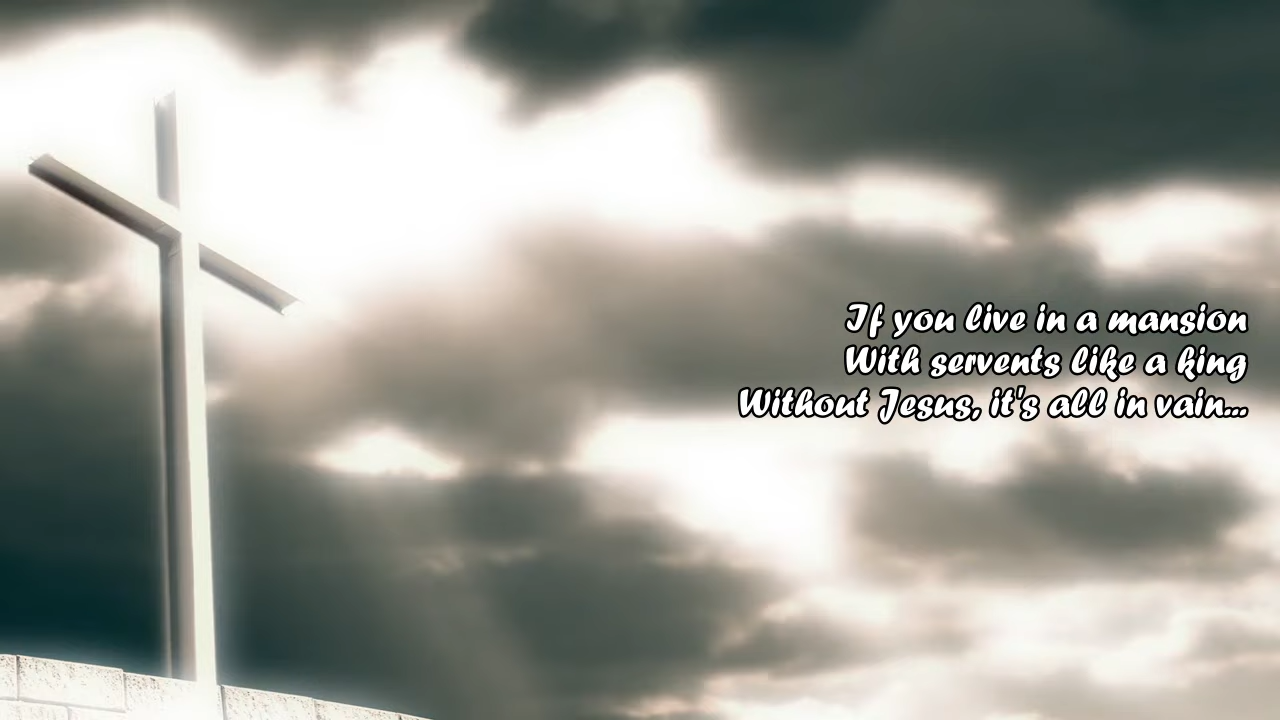 If you live in a mansion
With servents like a king
Without Jesus, it's all in vain...